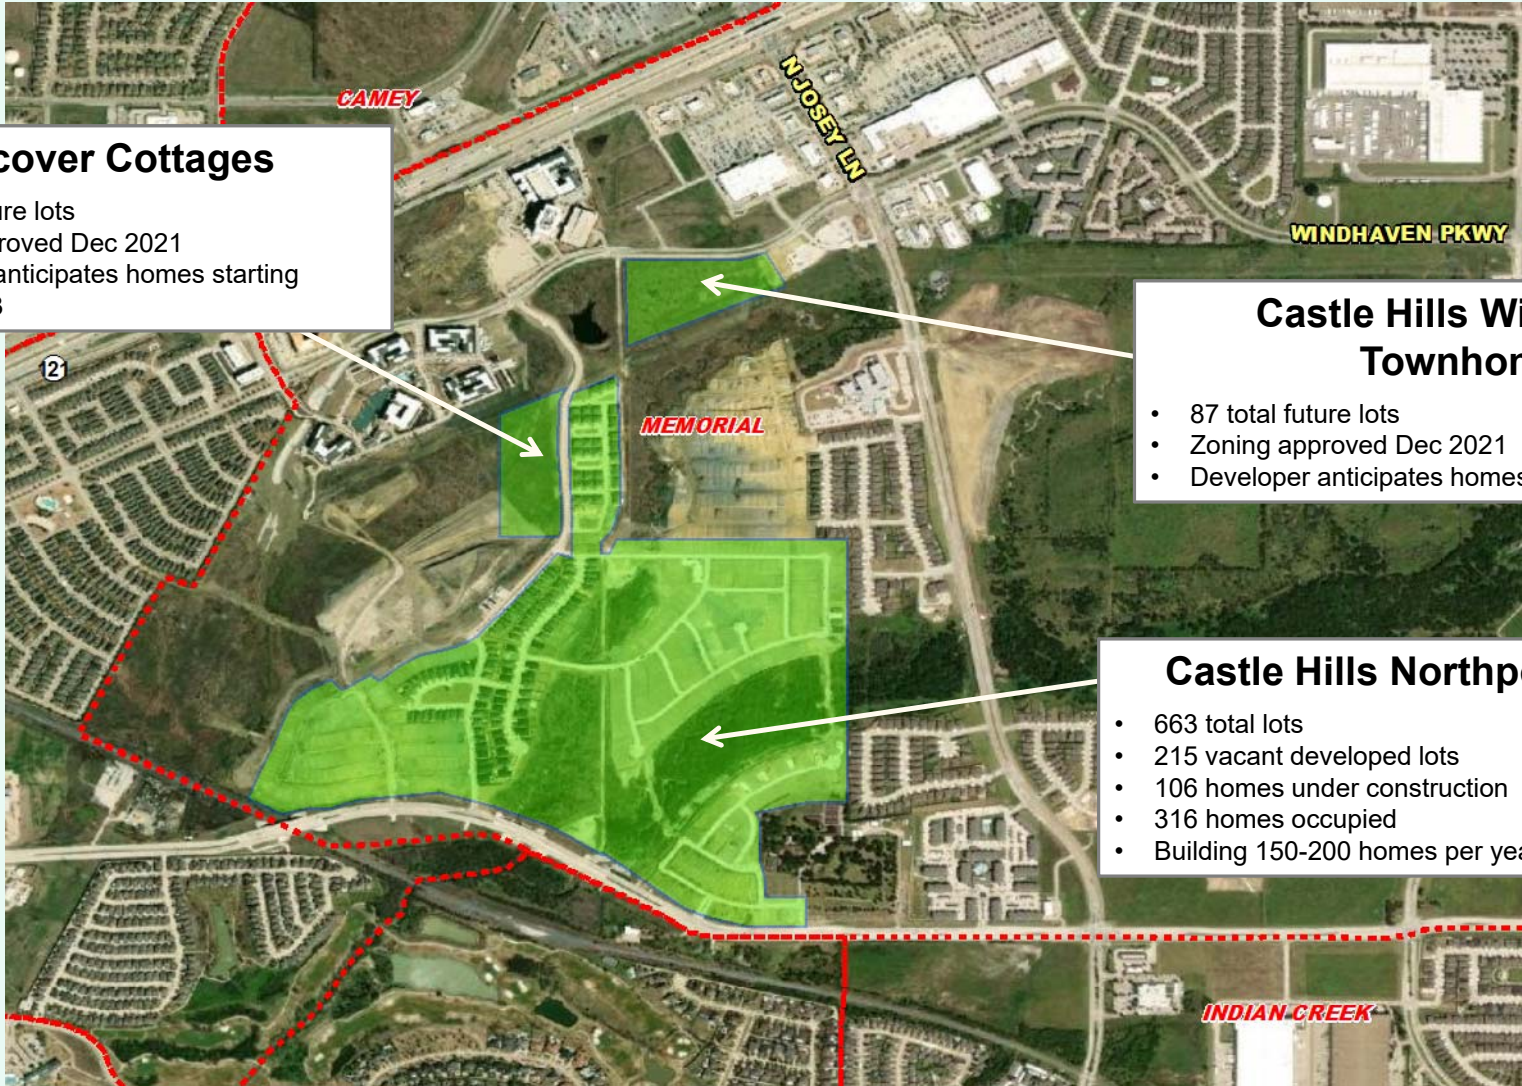 CAMEY
N JOSEY LN
cover Cottages
ure lots
roved Dec 2021
anticipates homes starting
WINDHAVEN PKWY
121
Castle Hills Wi
Townhom
• 87 total future lots
• Zoning approved Dec 2021
• Developer anticipates homes
MEMORIAL
Castle Hills Northp
• 663 total lots
• 215 vacant developed lots
• 106 homes under construction
• 316 homes occupied
• Building 150-200 homes per yea
INDIAN CREEK